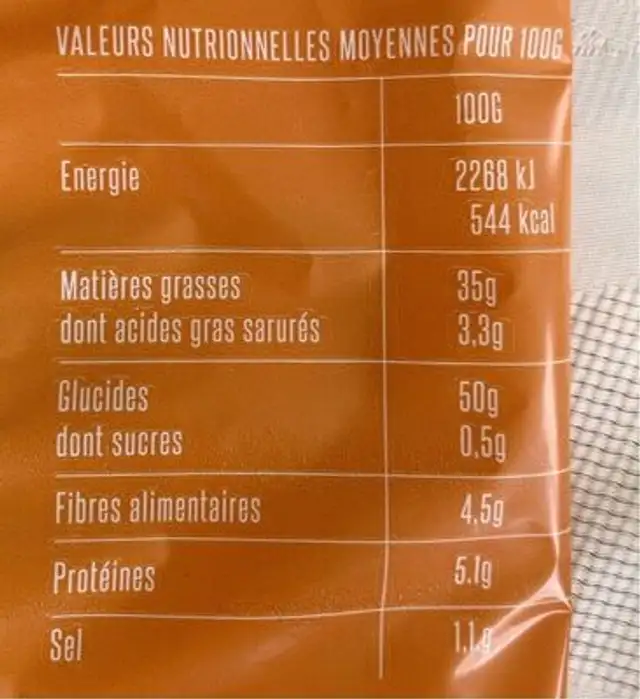 VALEURS NUTRIONNELLES MOYENNES POUR 100G
100G
Energie 2268 kJ
544 kcal
Matières grasses 35g
dont acides gras sarurés 3,3g
Glucides 50g
dont sucres 0,5g
Fibres alimentaires 4,5g
Protéines 5.1g
Sel 1,1g